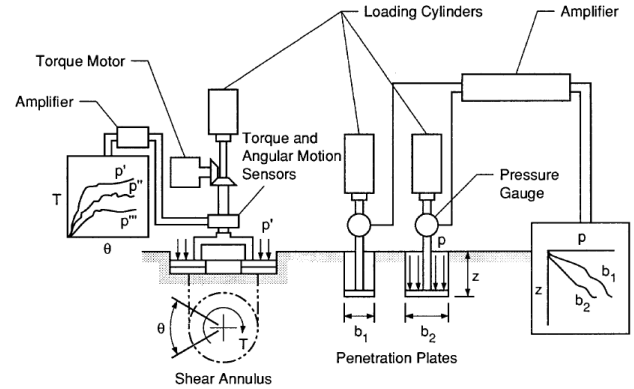 Loading Cylinders
Amplifier
Torque Motor
Amplifier
Torque and
Angular Motion
Sensors
Pressure
Gauge
T
p'
p"
p'''
θ
p'
p
z
p
z
b1
b2
b1
b2
θ
T
Penetration Plates
Shear Annulus